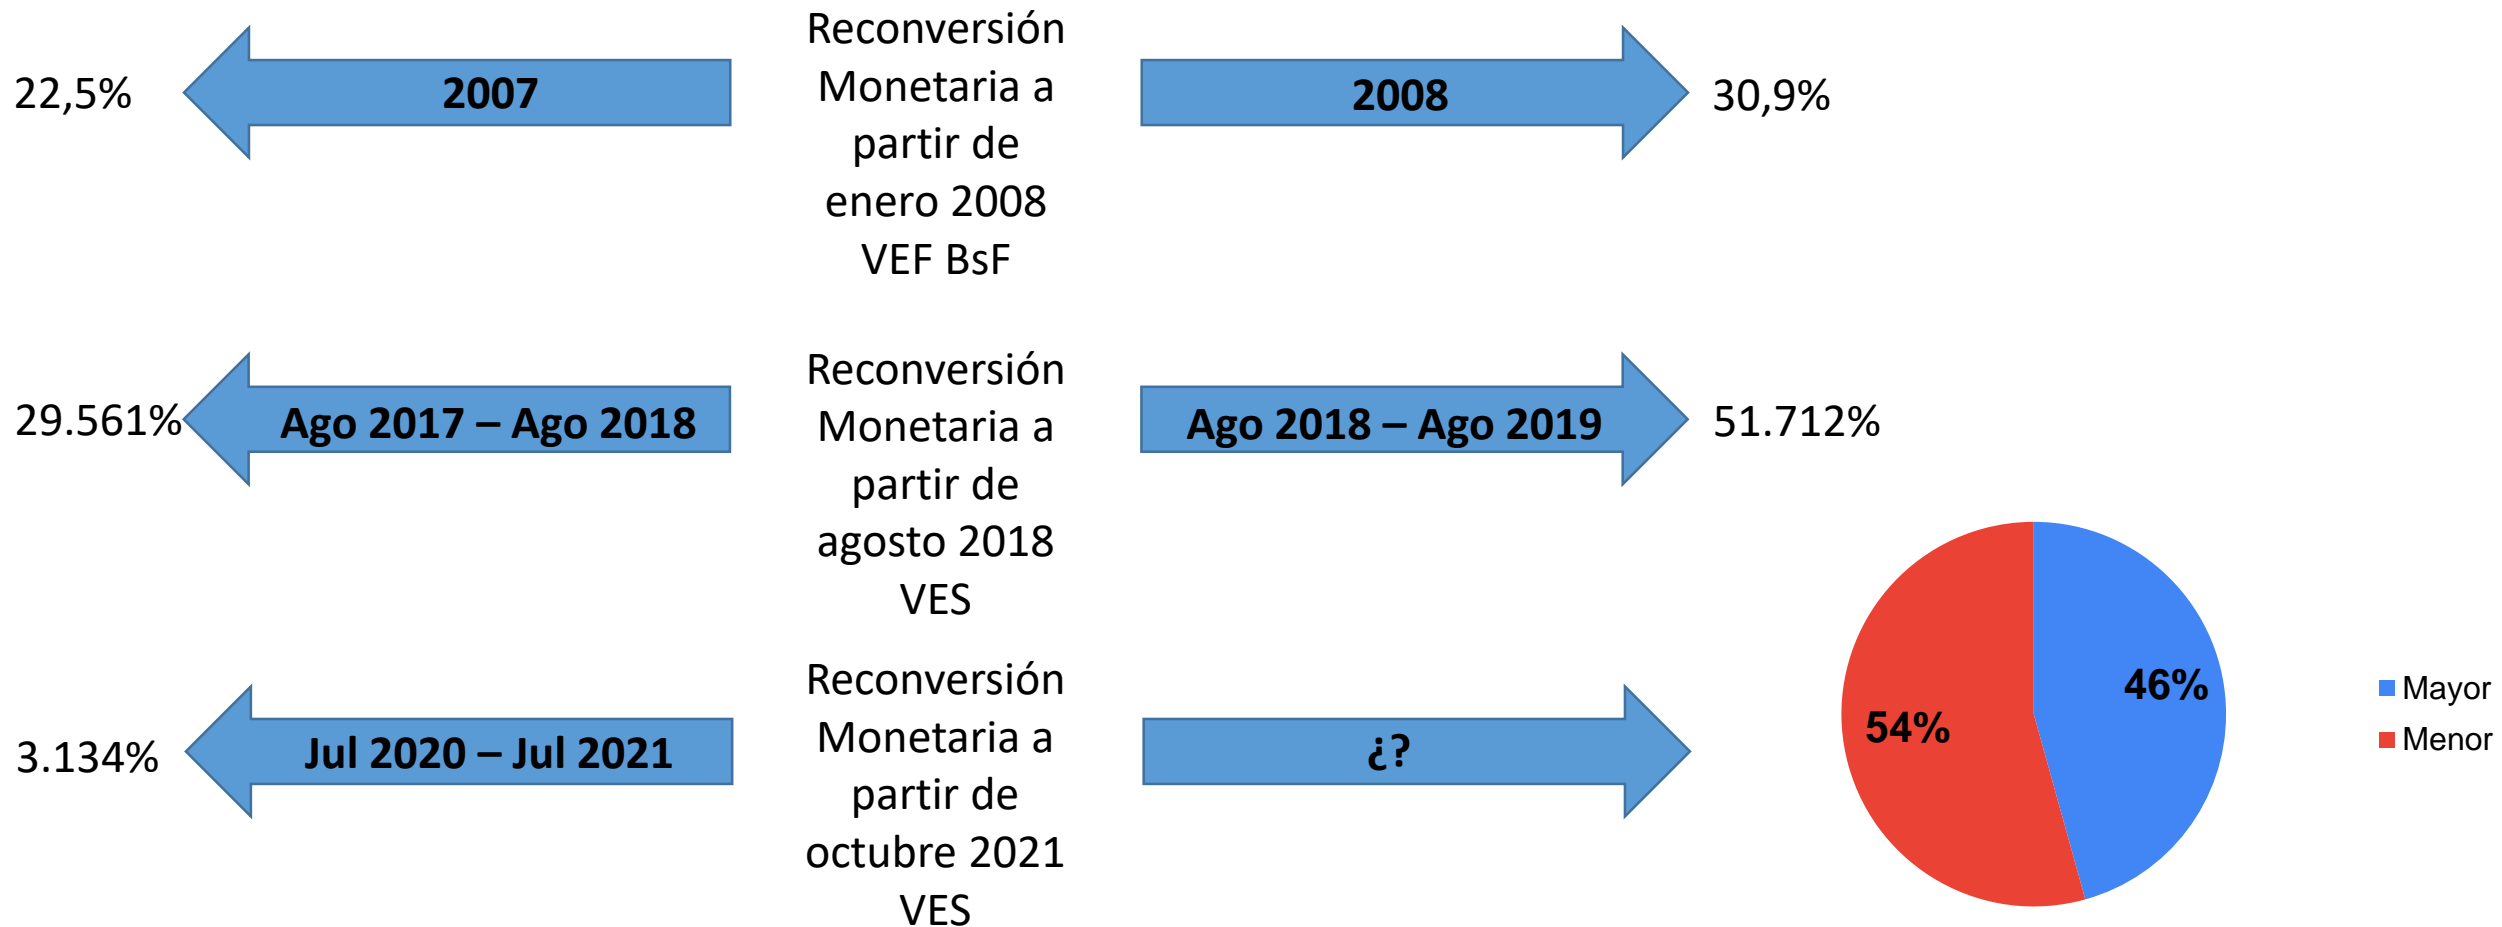 22,5%
2007
Reconversión
Monetaria a
partir de
enero 2008
VEF BsF
2008
30,9%
29.561%
Ago 2017 – Ago 2018
Reconversión
Monetaria a
partir de
agosto 2018
VES
Ago 2018 – Ago 2019
51.712%
3.134%
Jul 2020 – Jul 2021
Reconversión
Monetaria a
partir de
octubre 2021
VES
¿?
46%
54%
Mayor
Menor